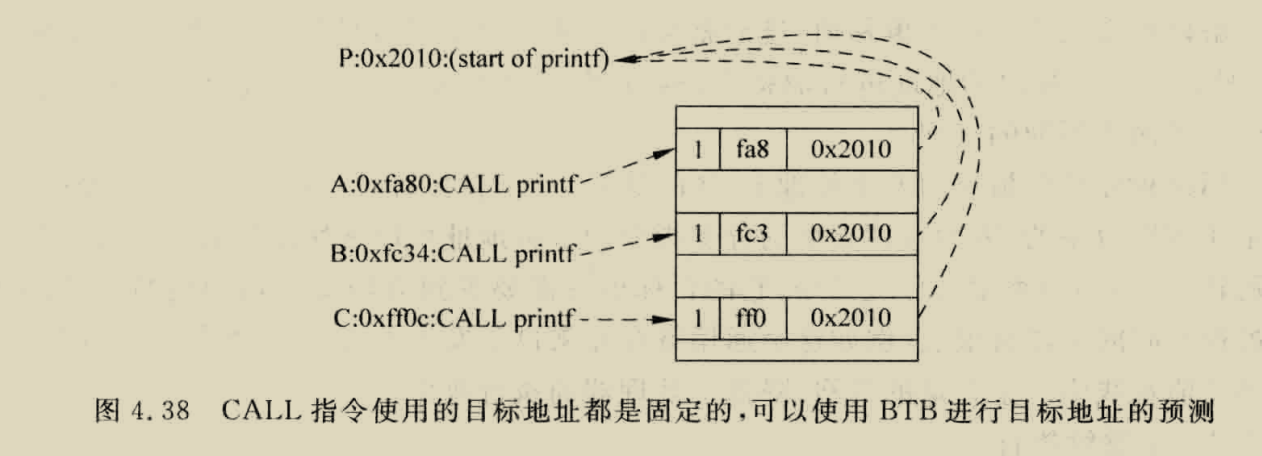 P:0x2010:(start of printf)
1 fa8 0x2010
A:0xfa80:CALL printf
1 fc3 0x2010
B:0xfc34:CALL printf
C:0xff0c:CALL printf 1 ff0 0x2010
图 4.38 CALL 指令使用的目标地址都是固定的,可以使用 BTB 进行目标地址的预测